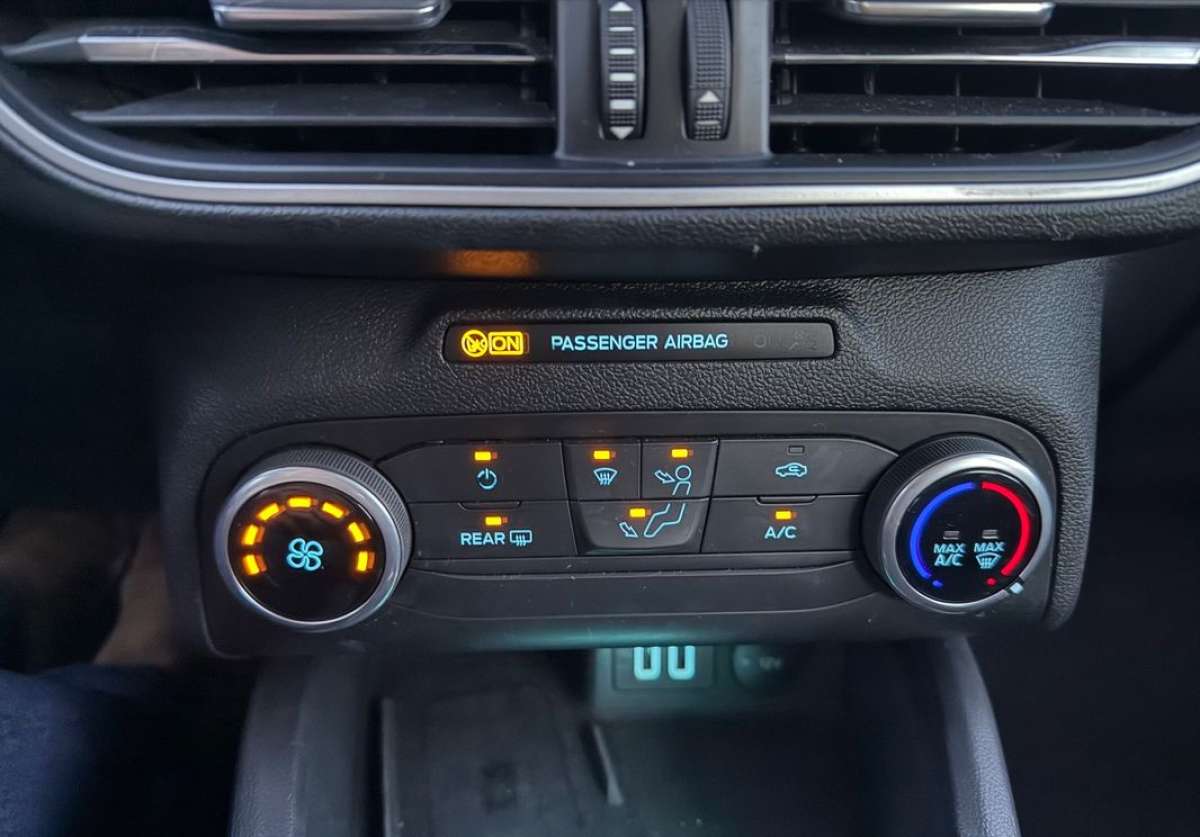 ON PASSENGER AIRBAG
REAR
A/C
MAX A/C
MAX